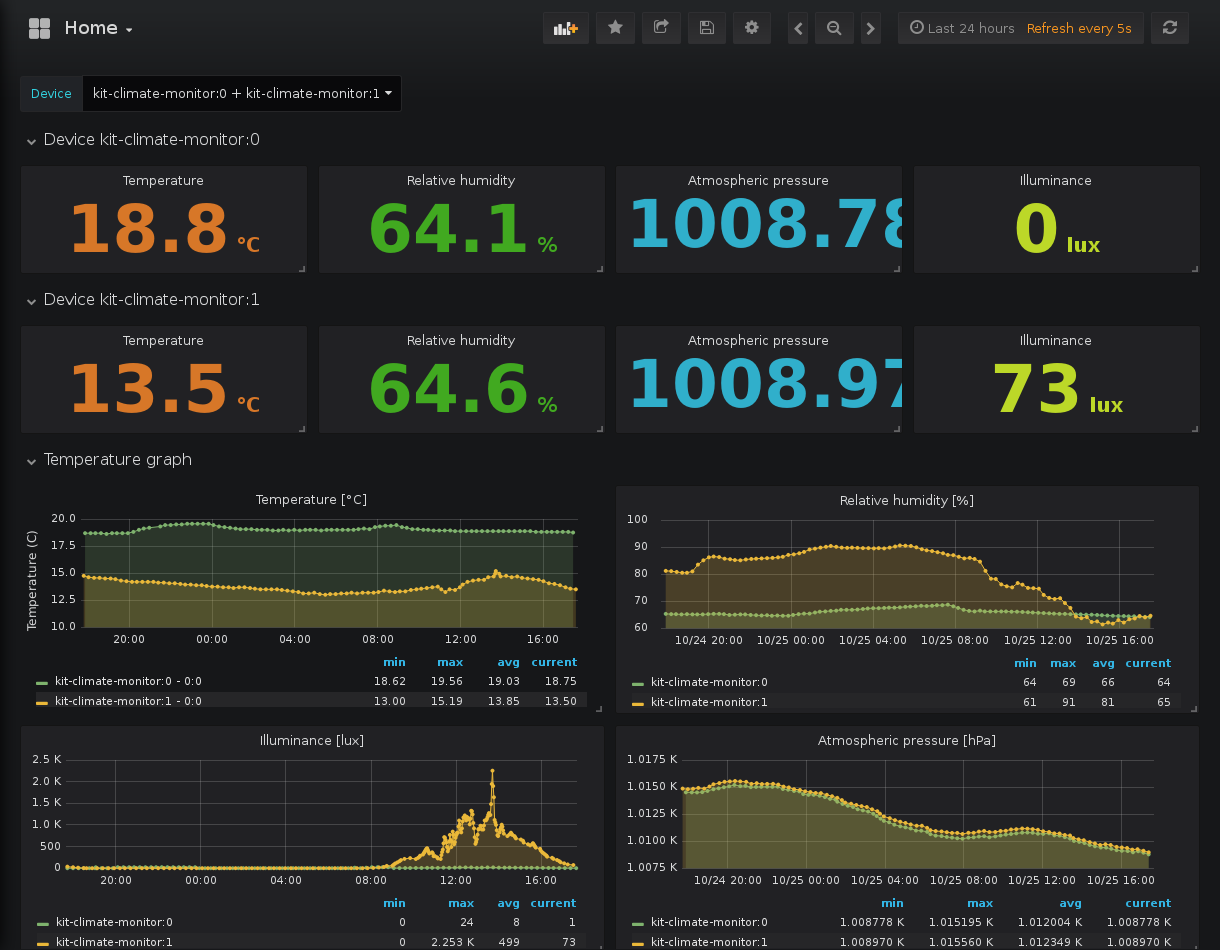 Home
Last 24 hours Refresh every 5s
Device kit-climate-monitor:0 + kit-climate-monitor:1
Device kit-climate-monitor:0
Temperature Relative humidity Atmospheric pressure Illuminance
18.8 °C 64.1 % 1008.78 0 lux
Device kit-climate-monitor:1
Temperature Relative humidity Atmospheric pressure Illuminance
13.5 °C 64.6 % 1008.97 73 lux
Temperature graph
Temperature [°C]
Temperature (C)
20.0
17.5
15.0
12.5
10.0
20:00 00:00 04:00 08:00 12:00 16:00
min max avg current
kit-climate-monitor:0 - 0:0 18.62 19.56 19.03 18.75
kit-climate-monitor:1 - 0:0 13.00 15.19 13.85 13.50
Relative humidity [%]
100
90
80
70
60
10/24 20:00 10/25 00:00 10/25 04:00 10/25 08:00 10/25 12:00 10/25 16:00
min max avg current
kit-climate-monitor:0 64 69 66 64
kit-climate-monitor:1 61 91 81 65
Illuminance [lux]
2.5 K
2.0 K
1.5 K
1.0 K
500
0
20:00 00:00 04:00 08:00 12:00 16:00
min max avg current
kit-climate-monitor:0 0 24 8 1
kit-climate-monitor:1 0 2.253 K 499 73
Atmospheric pressure [hPa]
1.0175 K
1.0150 K
1.0125 K
1.0100 K
1.0075 K
10/24 20:00 10/25 00:00 10/25 04:00 10/25 08:00 10/25 12:00 10/25 16:00
min max avg current
kit-climate-monitor:0 1.008778 K 1.015195 K 1.012004 K 1.008778 K
kit-climate-monitor:1 1.008970 K 1.015560 K 1.012349 K 1.008970 K